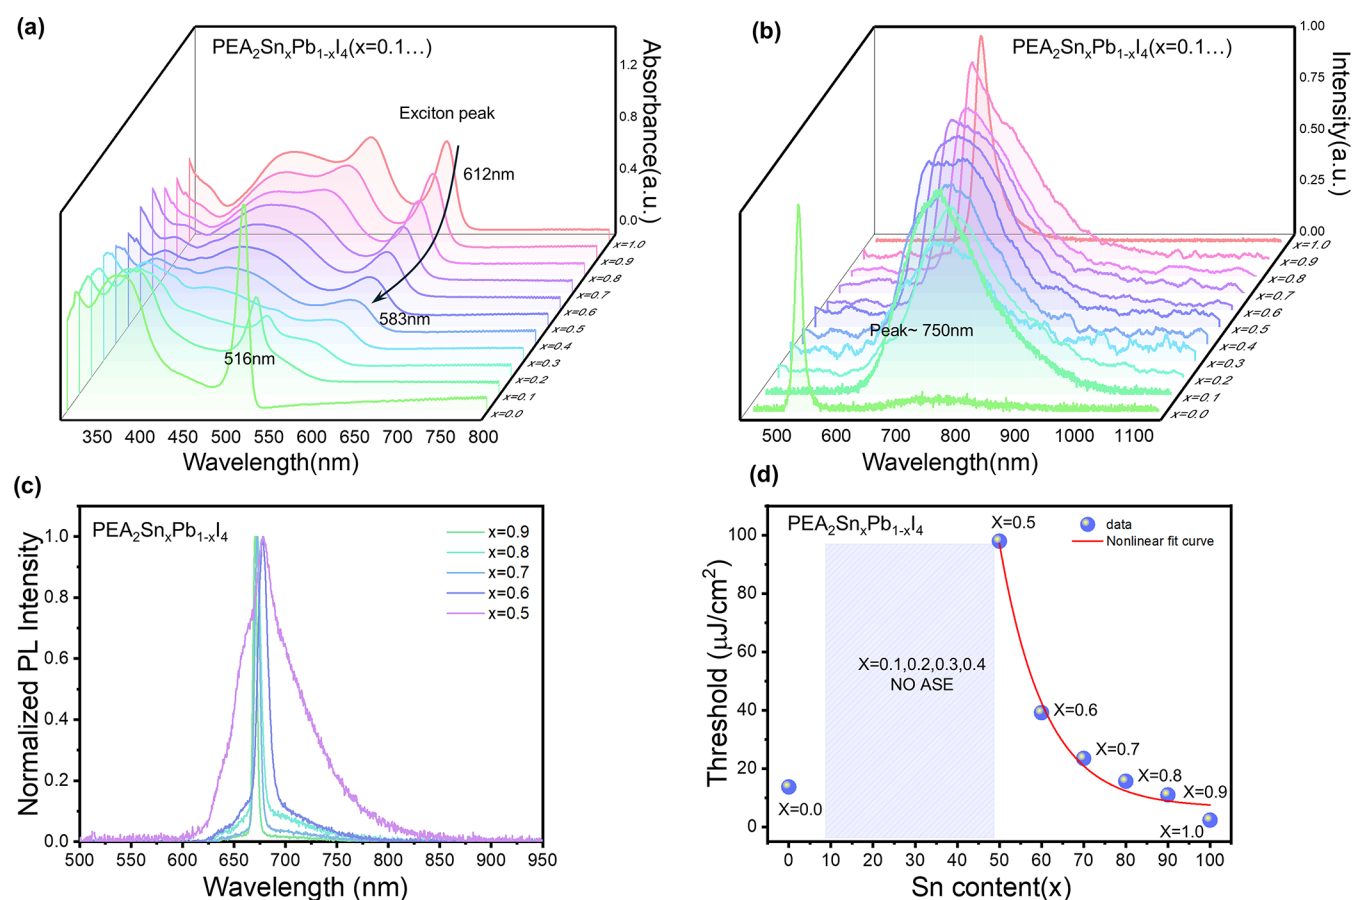 (a)
PEA₂SnₓPb₁₋ₓI₄(x=0.1…)
Exciton peak
612nm
583nm
516nm
1.2
0.8
0.4
0.0
Absorbance(a.u.)
x=1.0
x=0.9
x=0.8
x=0.7
x=0.6
x=0.5
x=0.4
x=0.3
x=0.2
x=0.1
x=0.0
350 400 450 500 550 600 650 700 750 800
Wavelength(nm)
(b)
PEA₂SnₓPb₁₋ₓI₄(x=0.1…)
Peak~ 750nm
1.00
0.75
0.50
0.25
0.00
Intensity(a.u.)
x=1.0
x=0.9
x=0.8
x=0.7
x=0.6
x=0.5
x=0.4
x=0.3
x=0.2
x=0.1
x=0.0
500 600 700 800 900 1000 1100
Wavelength(nm)
(c)
PEA₂SnₓPb₁₋ₓI₄
x=0.9
x=0.8
x=0.7
x=0.6
x=0.5
1.0
0.8
0.6
0.4
0.2
0.0
Normalized PL Intensity
500 550 600 650 700 750 800 850 900 950
Wavelength (nm)
(d)
PEA₂SnₓPb₁₋ₓI₄
X=0.5
data
Nonlinear fit curve
X=0.1,0.2,0.3,0.4
NO ASE
X=0.6
X=0.7
X=0.8
X=0.9
X=0.0
X=1.0
100
80
60
40
20
0
Threshold (μJ/cm²)
0 10 20 30 40 50 60 70 80 90 100
Sn content(x)